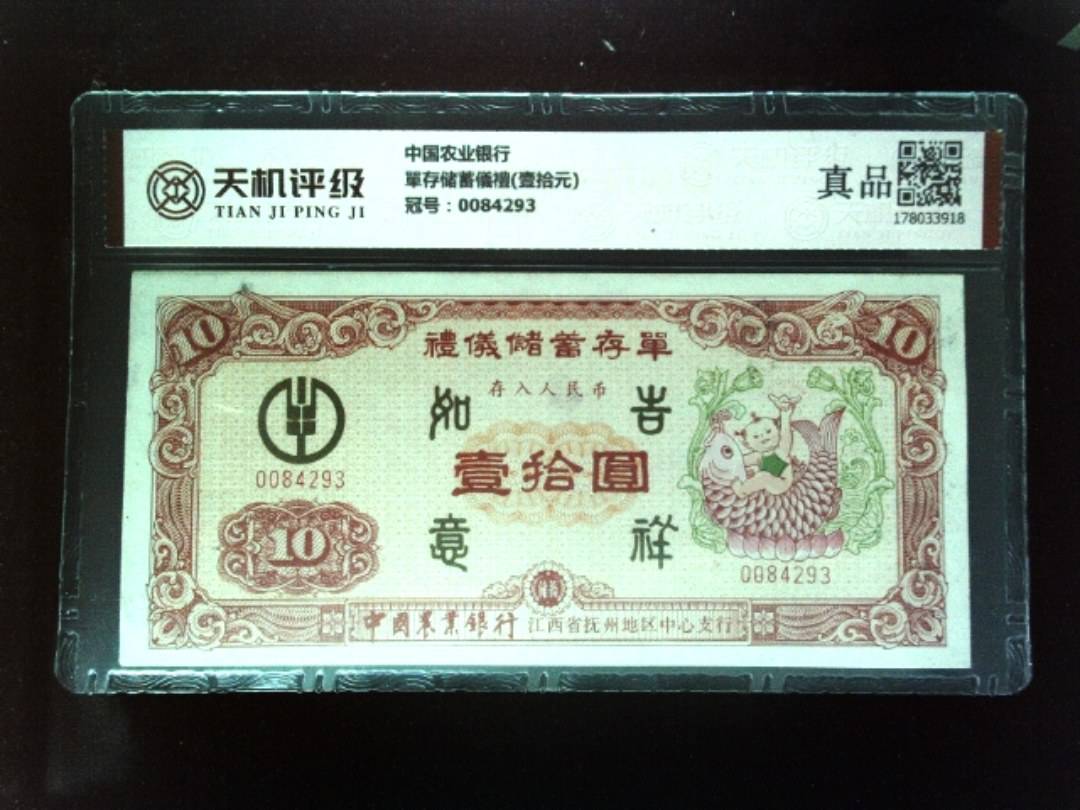 天机评级
TIAN JI PING JI
中国农业银行
單存储蓄儀禮(壹拾元)
冠号：0084293
真品
178033918
10
10
禮儀儲蓄存單
存入人民币
如
吉
壹拾圓
意
祥
0084293
10
0084293
中國農業銀行 江西省抚州地区中心支行